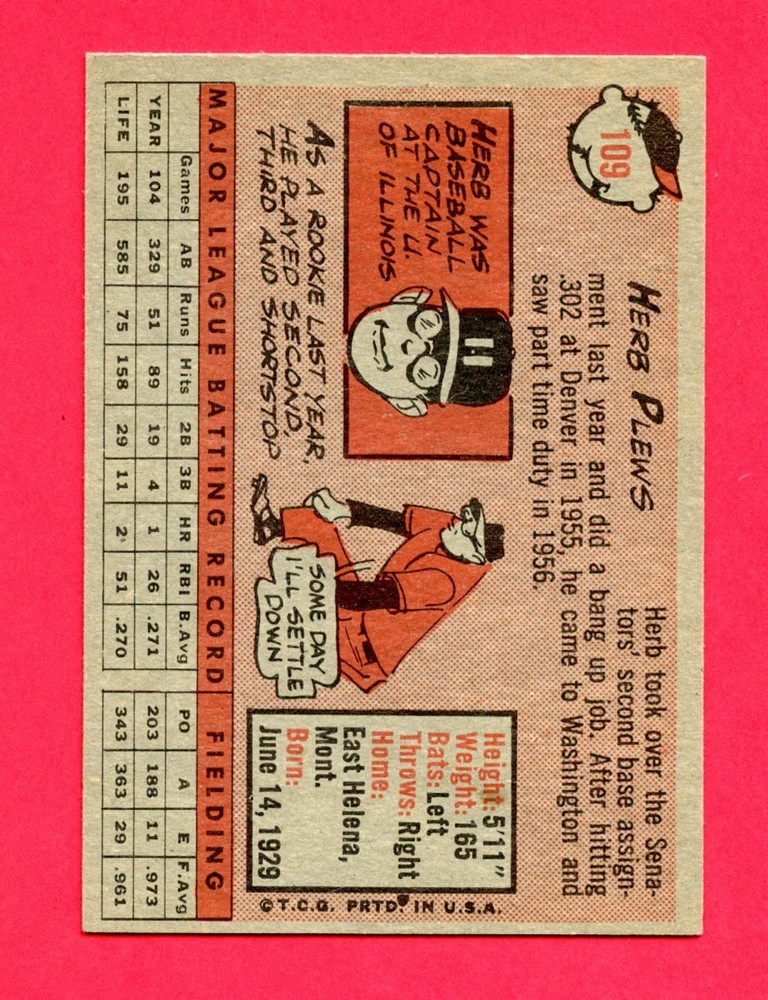 109
HERB PLEWS
Herb took over the Sena-
tors' second base assign-
ment last year and did a bang up job. After hitting
.302 at Denver in 1955, he came to Washington and
saw part time duty in 1956.
HERB WAS
BASEBALL
CAPTAIN
AT THE U.
OF ILLINOIS
AS A ROOKIE LAST YEAR,
HE PLAYED SECOND,
THIRD AND SHORTSTOP
SOME DAY
I'LL SETTLE
DOWN
Height: 5'11"
Weight: 165
Bats: Left
Throws: Right
Home:
East Helena,
Mont.
Born:
June 14, 1929
©T.C.G. PRTD. IN U.S.A.
MAJOR LEAGUE BATTING RECORD FIELDING
Games AB Runs Hits 2B 3B HR RBI B.Avg PO A E F.Avg
YEAR 104 329 51 89 19 4 1 26 .271 203 188 11 .973
LIFE 195 585 75 158 29 11 2 51 .270 343 363 29 .961